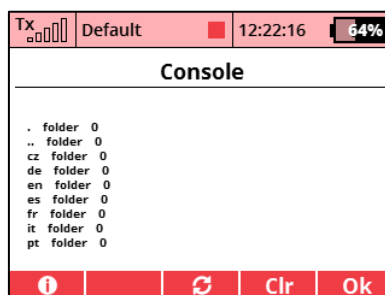 Tx Default 12:22:16 64%
Console
. folder 0
.. folder 0
cz folder 0
de folder 0
en folder 0
es folder 0
fr folder 0
it folder 0
pt folder 0
Clr Ok